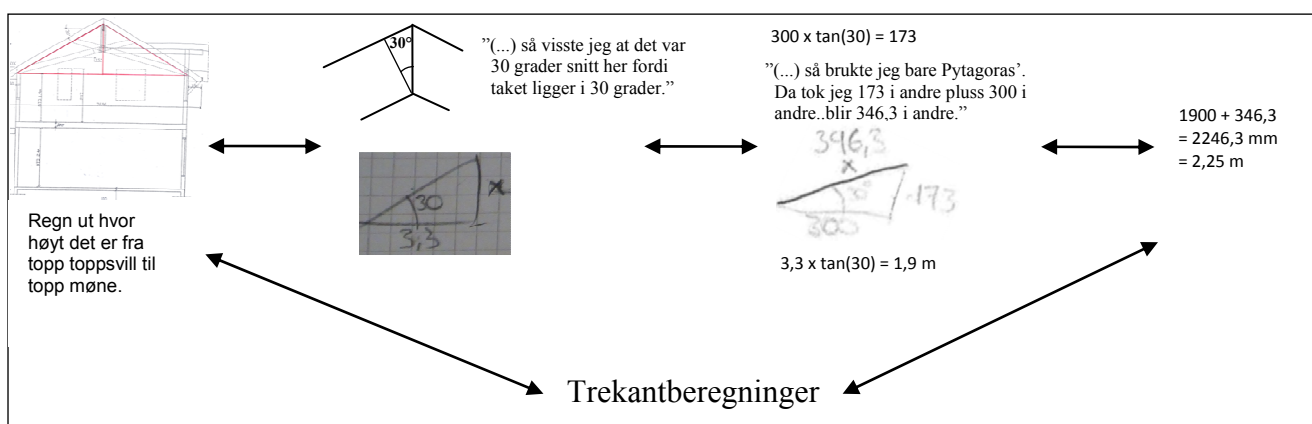 Regn ut hvor
høyt det er fra
topp toppsvill til
topp møne.
30°
”(...) så visste jeg at det var
30 grader snitt her fordi
taket ligger i 30 grader.”
30
x
3,3
300 x tan(30) = 173
”(...) så brukte jeg bare Pytagoras’.
Da tok jeg 173 i andre pluss 300 i
andre..blir 346,3 i andre.”
346,3
x
30°
173
300
3,3 x tan(30) = 1,9 m
1900 + 346,3
= 2246,3 mm
= 2,25 m
Trekantberegninger